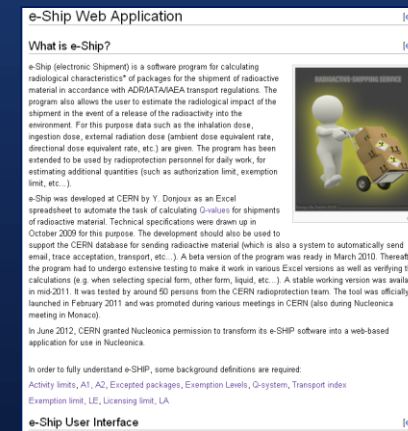 e-Ship Web Application
What is e-Ship?
e-Ship (electronic Shipment) is a software program for calculating
radiological characteristics* of packages for the shipment of radioactive
material in accordance with ADR/IATA/IAEA transport regulations. The
program also allows the user to estimate the radiological impact of the
shipment in the event of a release of the radioactivity into the
environment. For this purpose data such as the inhalation dose,
ingestion dose, external radiation dose (ambient dose equivalent rate,
directional dose equivalent rate, etc.) are given. The program has been
extended to be used by radioprotection personnel for daily work, for
estimating additional quantities (such as authorization limit, exemption
limit, etc...).
RADIOACTIVE SHIPPING SERVICE
e-Ship was developed at CERN by Y. Donjoux as an Excel
spreadsheet to automate the task of calculating Q-values for shipments
of radioactive material. Technical specifications were drawn up in
October 2009 for this purpose. The development should also be used to
support the CERN database for sending radioactive material (which is also a system to automatically send
email, trace acceptation, transport, etc...). A beta version of the program was ready in March 2010. Thereaft
the program had to undergo extensive testing to make it work in various Excel versions as well as verifying th
calculations (e.g. when selecting special form, other form, liquid, etc...). A stable working version was availa
in mid-2011. It was tested by around 50 persons from the CERN radioprotection team. The tool was officially
launched in February 2011 and was promoted during various meetings in CERN (also during Nucleonica
meeting in Monaco).
In June 2012, CERN granted Nucleonica permission to transform its e-SHIP software into a web-based
application for use in Nucleonica.
In order to fully understand e-SHIP, some background definitions are required:
Activity limits, A1, A2, Excepted packages, Exemption Levels, Q-system, Transport index
Exemption limit, LE, Licensing limit, LA
e-Ship User Interface